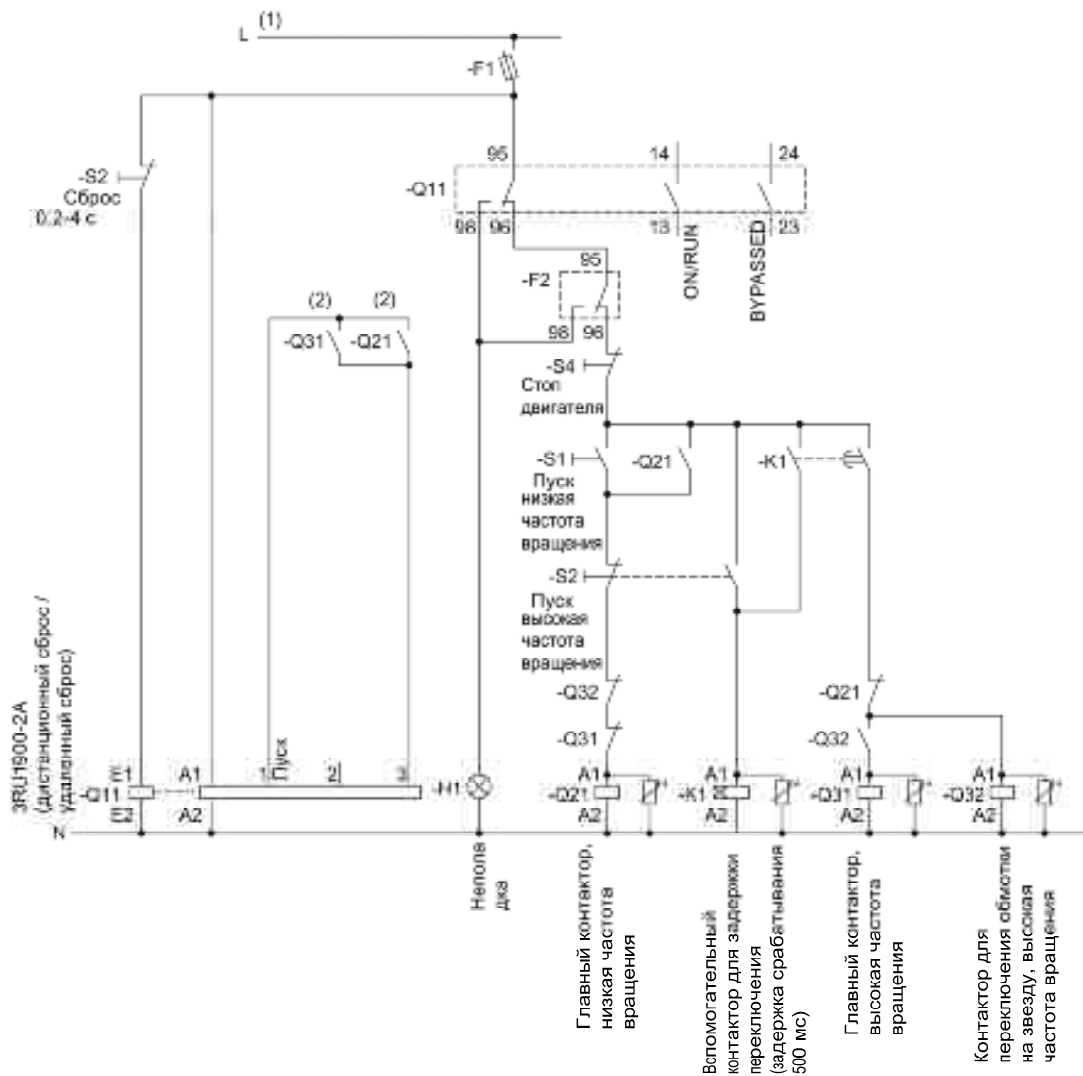 L (1)
-F1
95
14
24
-S2
Сброс
0.2-4 с
-Q11
98
96
13
23
ON/RUN
BYPASSED
95
-F2
98
96
(2)
(2)
-Q31
-Q21
-S4
Стоп
двигателя
-S1
-Q21
-K1
Пуск
низкая
частота
вращения
-S2
Пуск
высокая
частота
вращения
-Q32
-Q31
-Q21
-Q32
3RU1900-2A
(дистанционный сброс /
удаленный сброс)
E1
A1
1
Пуск
2
3
-Q11
-H1
A1
-Q21
A2
A1
-K1
A2
A1
-Q31
A2
A1
-Q32
A2
E2
A2
N
Непола
дка
Главный контактор,
низкая частота
вращения
Вспомогательный
контактор для задержки
переключения
(задержка срабатывания
500 мс)
Главный контактор,
высокая частота
вращения
Контактор для
переключения обмотки
на звезду, высокая
частота вращения